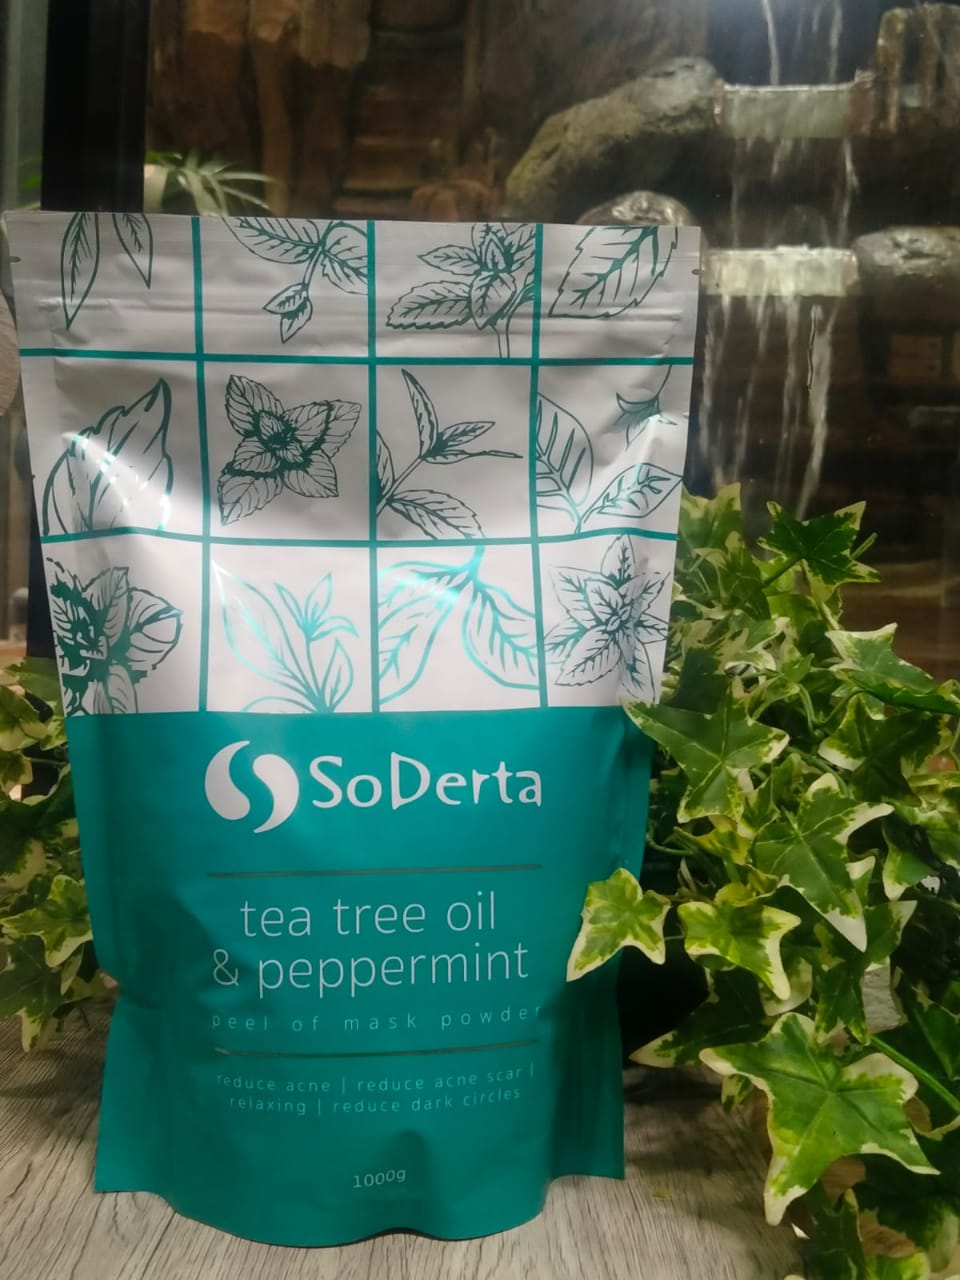 SoDerta
tea tree oil
& peppermint
peel of mask powder
reduce acne | reduce acne scar |
relaxing | reduce dark circles
1000g